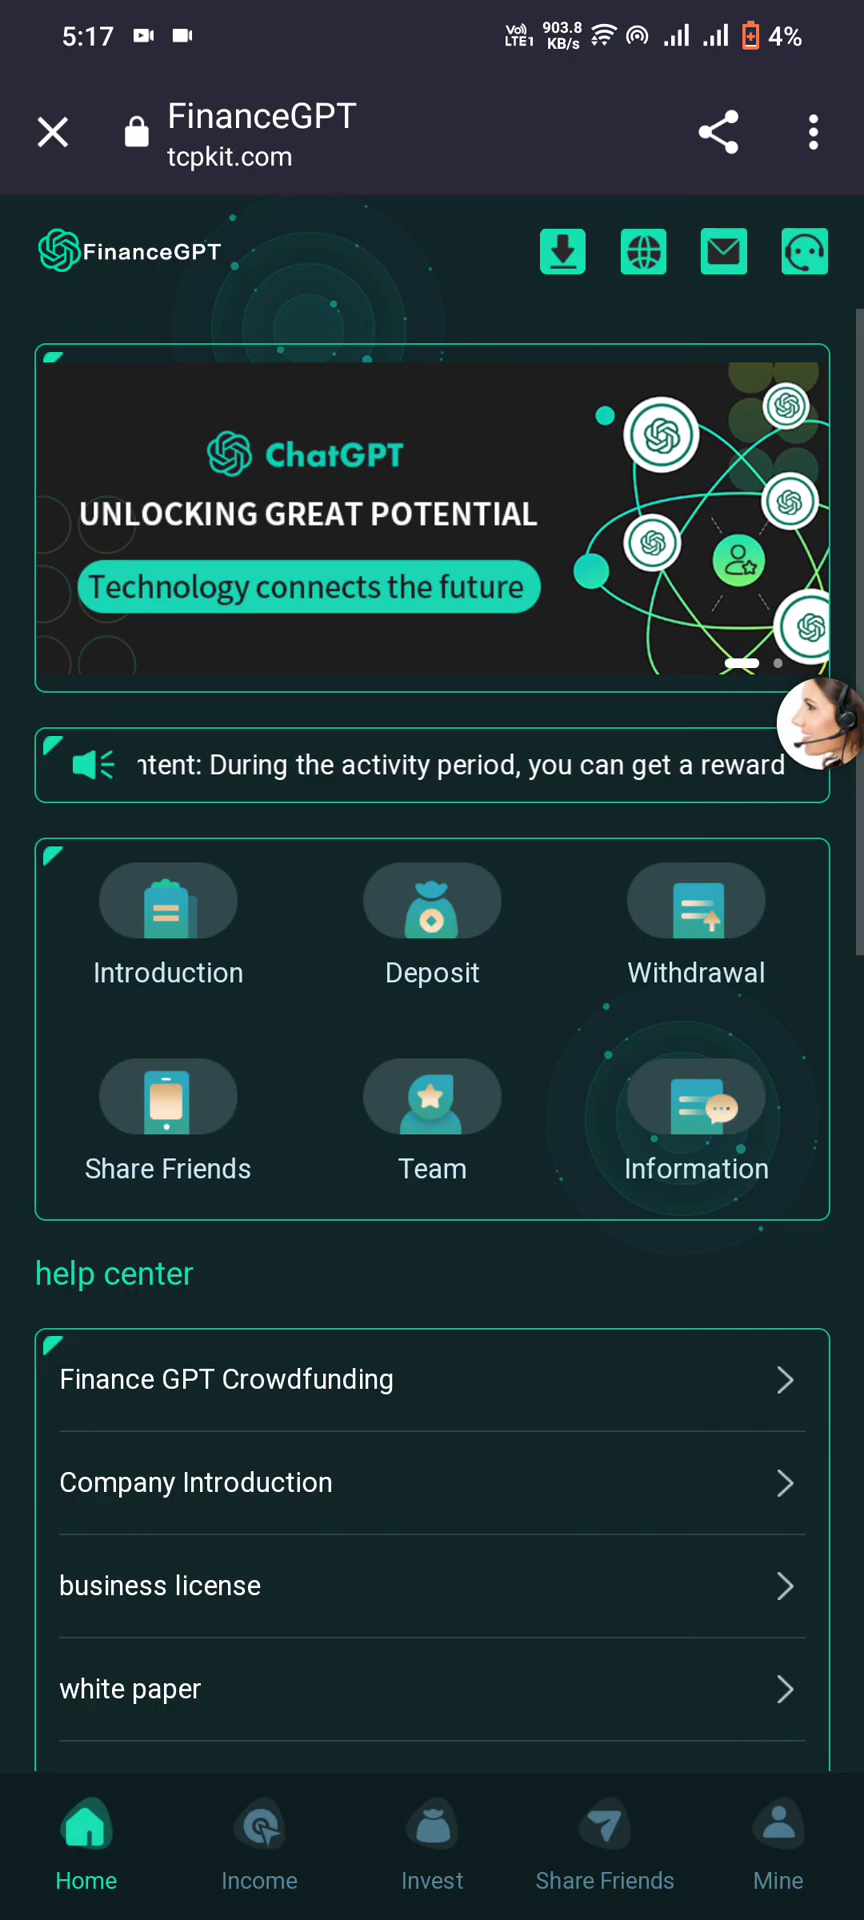 5:17
Vo) LTE1
903.8 KB/s
4%
FinanceGPT
tcpkit.com
FinanceGPT
ChatGPT
UNLOCKING GREAT POTENTIAL
Technology connects the future
ntent: During the activity period, you can get a reward
Introduction
Deposit
Withdrawal
Share Friends
Team
Information
help center
Finance GPT Crowdfunding
Company Introduction
business license
white paper
Home
Income
Invest
Share Friends
Mine